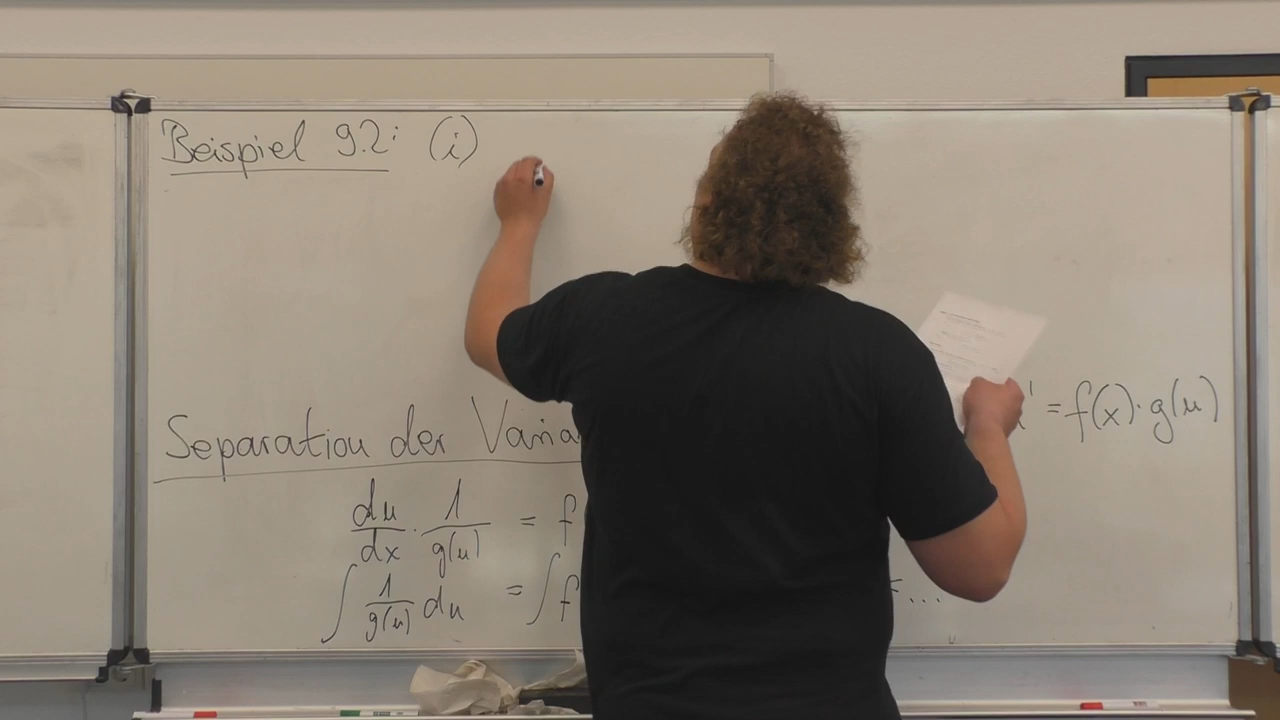 Beispiel 9.2: (i)
Separation der Varia ' = f(x)·g(u)
du/dx · 1/g(u) = f
∫ 1/g(u) du = ∫ f = ...